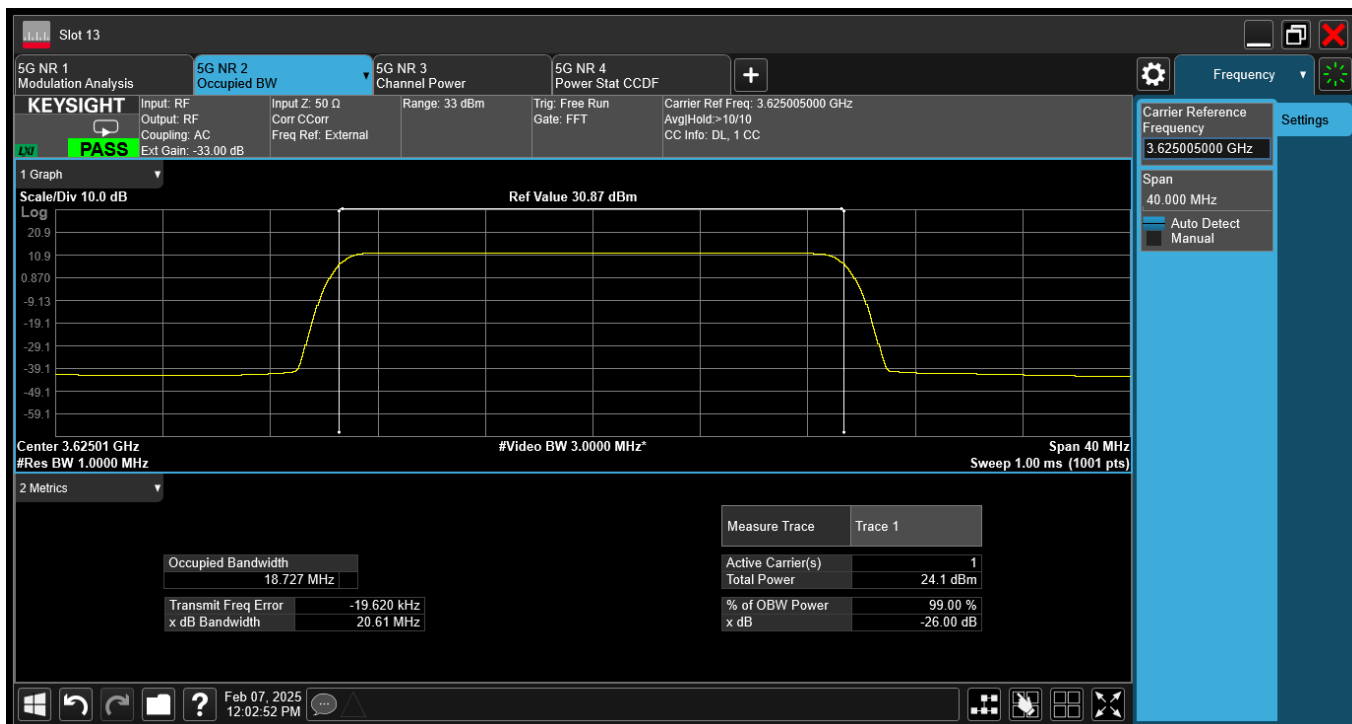 Slot 13
5G NR 1
Modulation Analysis
5G NR 2
Occupied BW
5G NR 3
Channel Power
5G NR 4
Power Stat CCDF
Frequency
KEYSIGHT
LXI
PASS
Input: RF
Output: RF
Coupling: AC
Ext Gain: -33.00 dB
Input Z: 50 Ω
Corr CCorr
Freq Ref: External
Range: 33 dBm
Trig: Free Run
Gate: FFT
Carrier Ref Freq: 3.625005000 GHz
Avg|Hold:>10/10
CC Info: DL, 1 CC
Carrier Reference
Frequency
3.625005000 GHz
Settings
Span
40.000 MHz
Auto Detect
Manual
1 Graph
Scale/Div 10.0 dB
Ref Value 30.87 dBm
Log
20.9
10.9
0.870
-9.13
-19.1
-29.1
-39.1
-49.1
-59.1
Center 3.62501 GHz
#Video BW 3.0000 MHz*
Span 40 MHz
#Res BW 1.0000 MHz
Sweep 1.00 ms (1001 pts)
2 Metrics
Measure Trace Trace 1
Occupied Bandwidth
18.727 MHz
Active Carrier(s) 1
Total Power 24.1 dBm
Transmit Freq Error -19.620 kHz
x dB Bandwidth 20.61 MHz
% of OBW Power 99.00 %
x dB -26.00 dB
?
Feb 07, 2025
12:02:52 PM